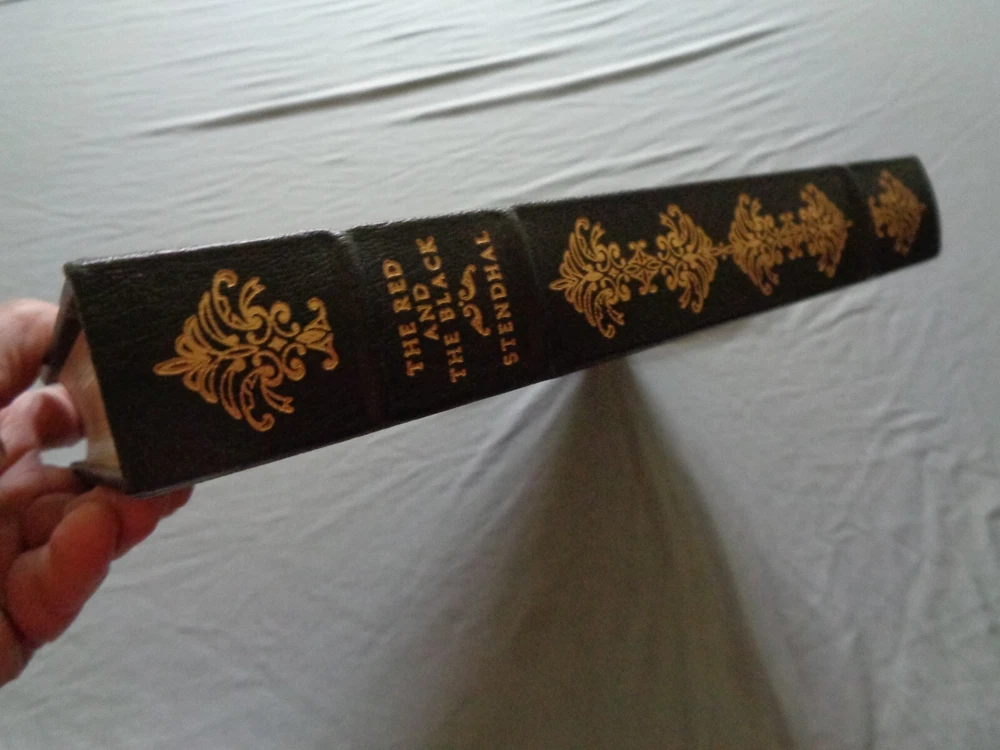 THE RED
AND
THE BLACK
STENDHAL